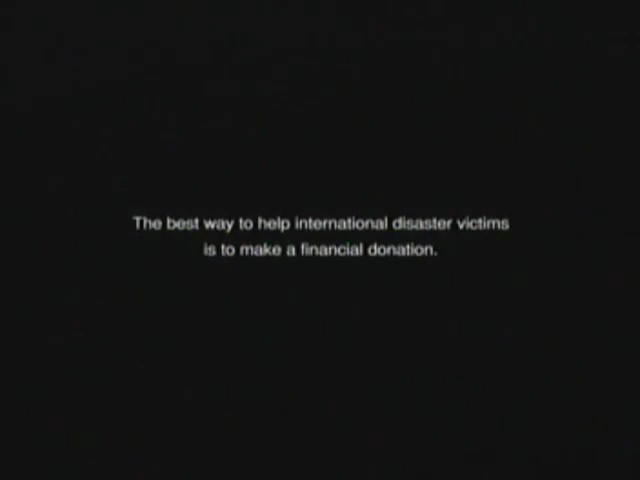 The best way to help international disaster victims
is to make a financial donation.